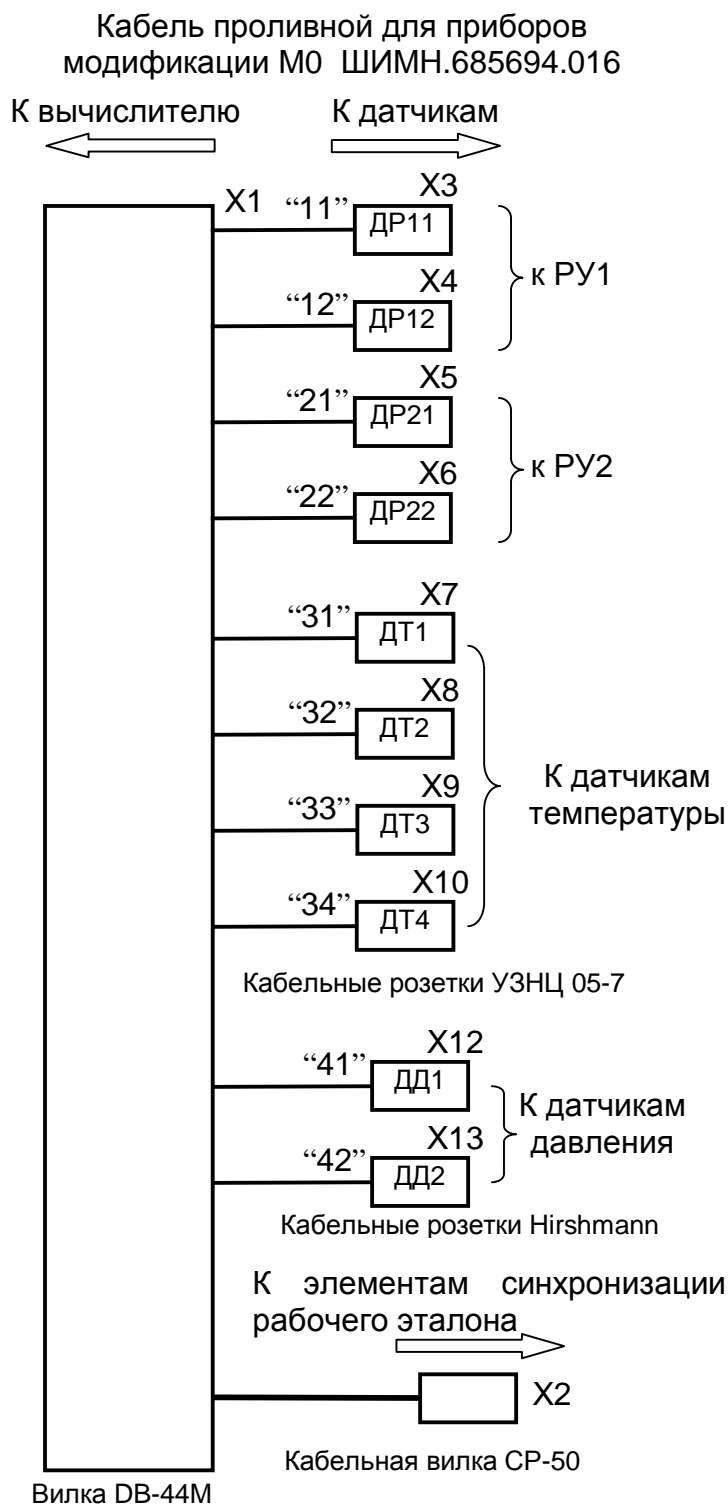 Кабель проливной для приборов
модификации М0 ШИМН.685694.016
К вычислителю К датчикам
X1 “11” X3
ДР11
к РУ1
“12” X4
ДР12
“21” X5
ДР21
к РУ2
“22” X6
ДР22
“31” X7
ДТ1
“32” X8
ДТ2
К датчикам
температуры
“33” X9
ДТ3
“34” X10
ДТ4
Кабельные розетки УЗНЦ 05-7
“41” X12
ДД1
К датчикам
давления
“42” X13
ДД2
Кабельные розетки Hirshmann
К элементам синхронизации
рабочего эталона
X2
Кабельная вилка СР-50
Вилка DB-44M